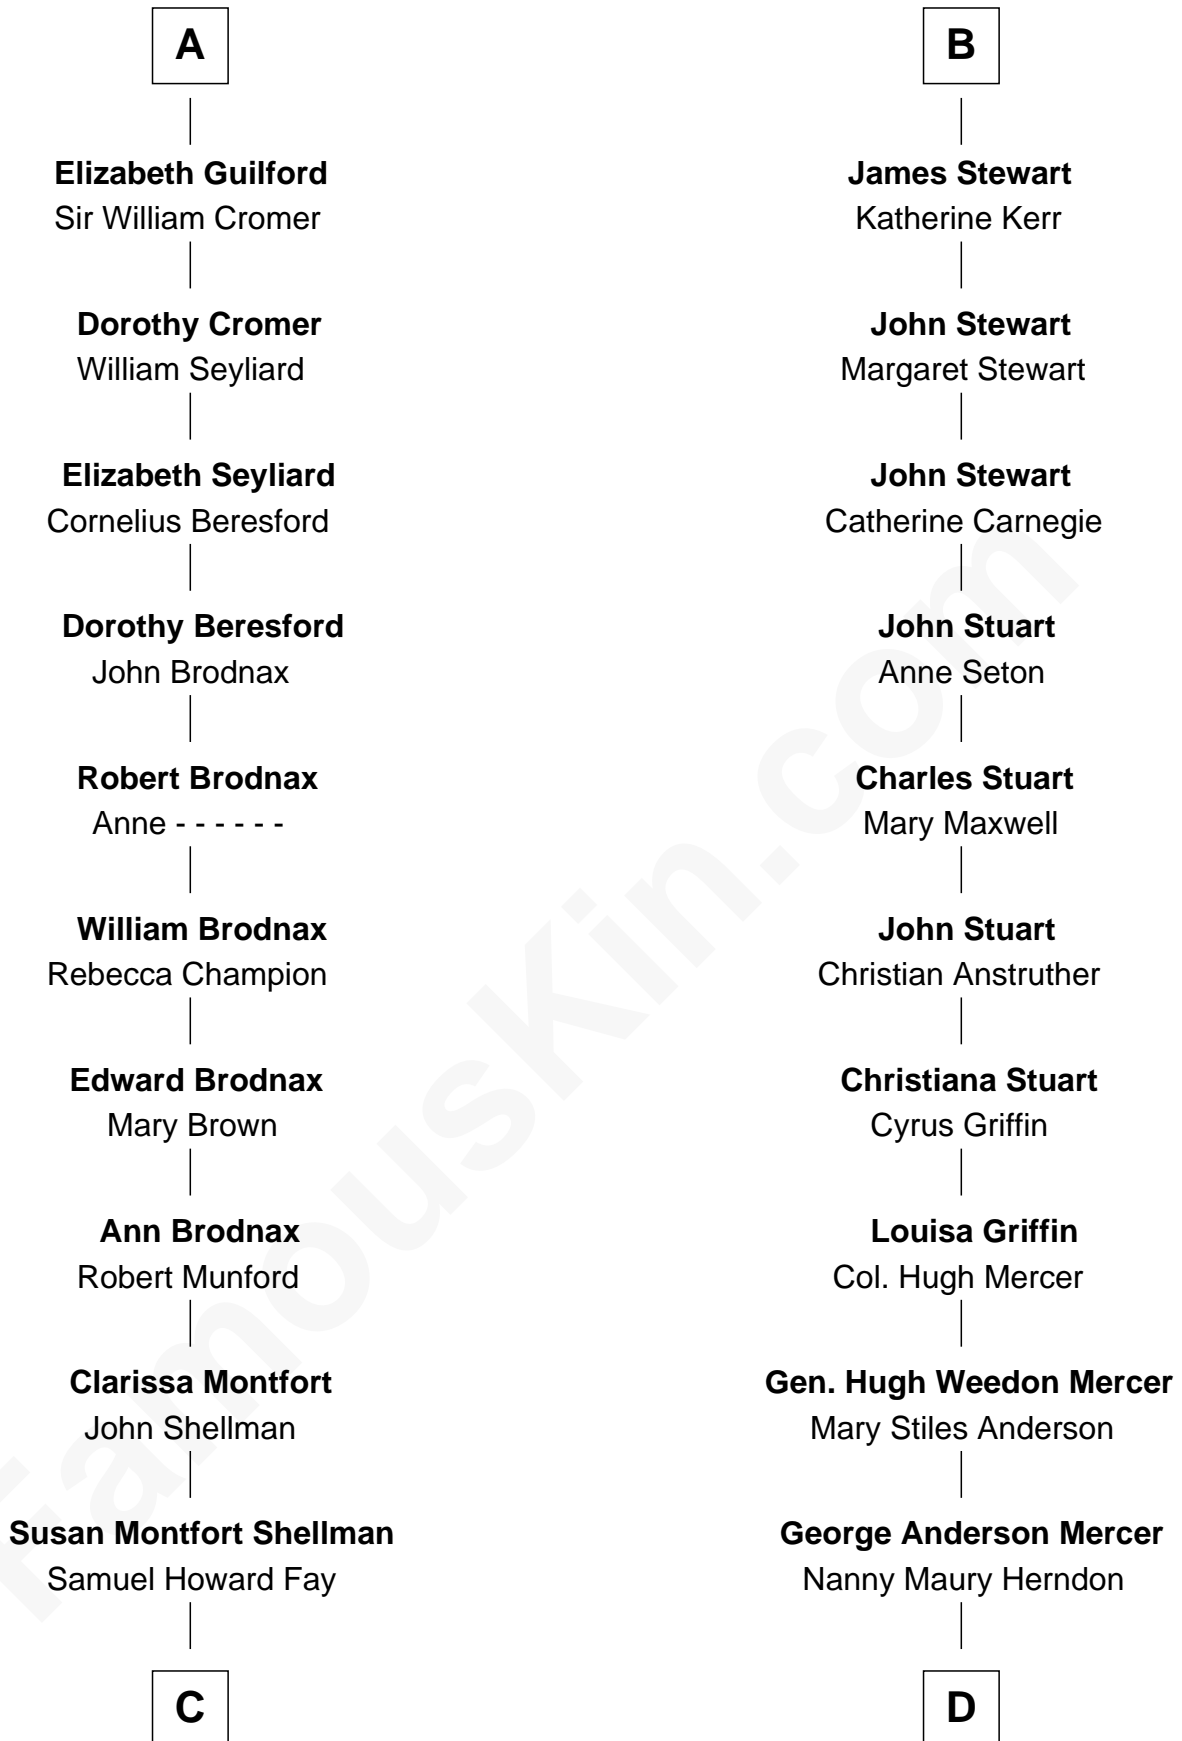 A
Elizabeth Guilford
Sir William Cromer
Dorothy Cromer
William Seyliard
Elizabeth Seyliard
Cornelius Beresford
Dorothy Beresford
John Brodnax
Robert Brodnax
Anne - - - - - -
William Brodnax
Rebecca Champion
Edward Brodnax
Mary Brown
Ann Brodnax
Robert Munford
Clarissa Montfort
John Shellman
Susan Montfort Shellman
Samuel Howard Fay
C
B
James Stewart
Katherine Kerr
John Stewart
Margaret Stewart
John Stewart
Catherine Carnegie
John Stuart
Anne Seton
Charles Stuart
Mary Maxwell
John Stuart
Christian Anstruther
Christiana Stuart
Cyrus Griffin
Louisa Griffin
Col. Hugh Mercer
Gen. Hugh Weedon Mercer
Mary Stiles Anderson
George Anderson Mercer
Nanny Maury Herndon
D
FamousKin.com